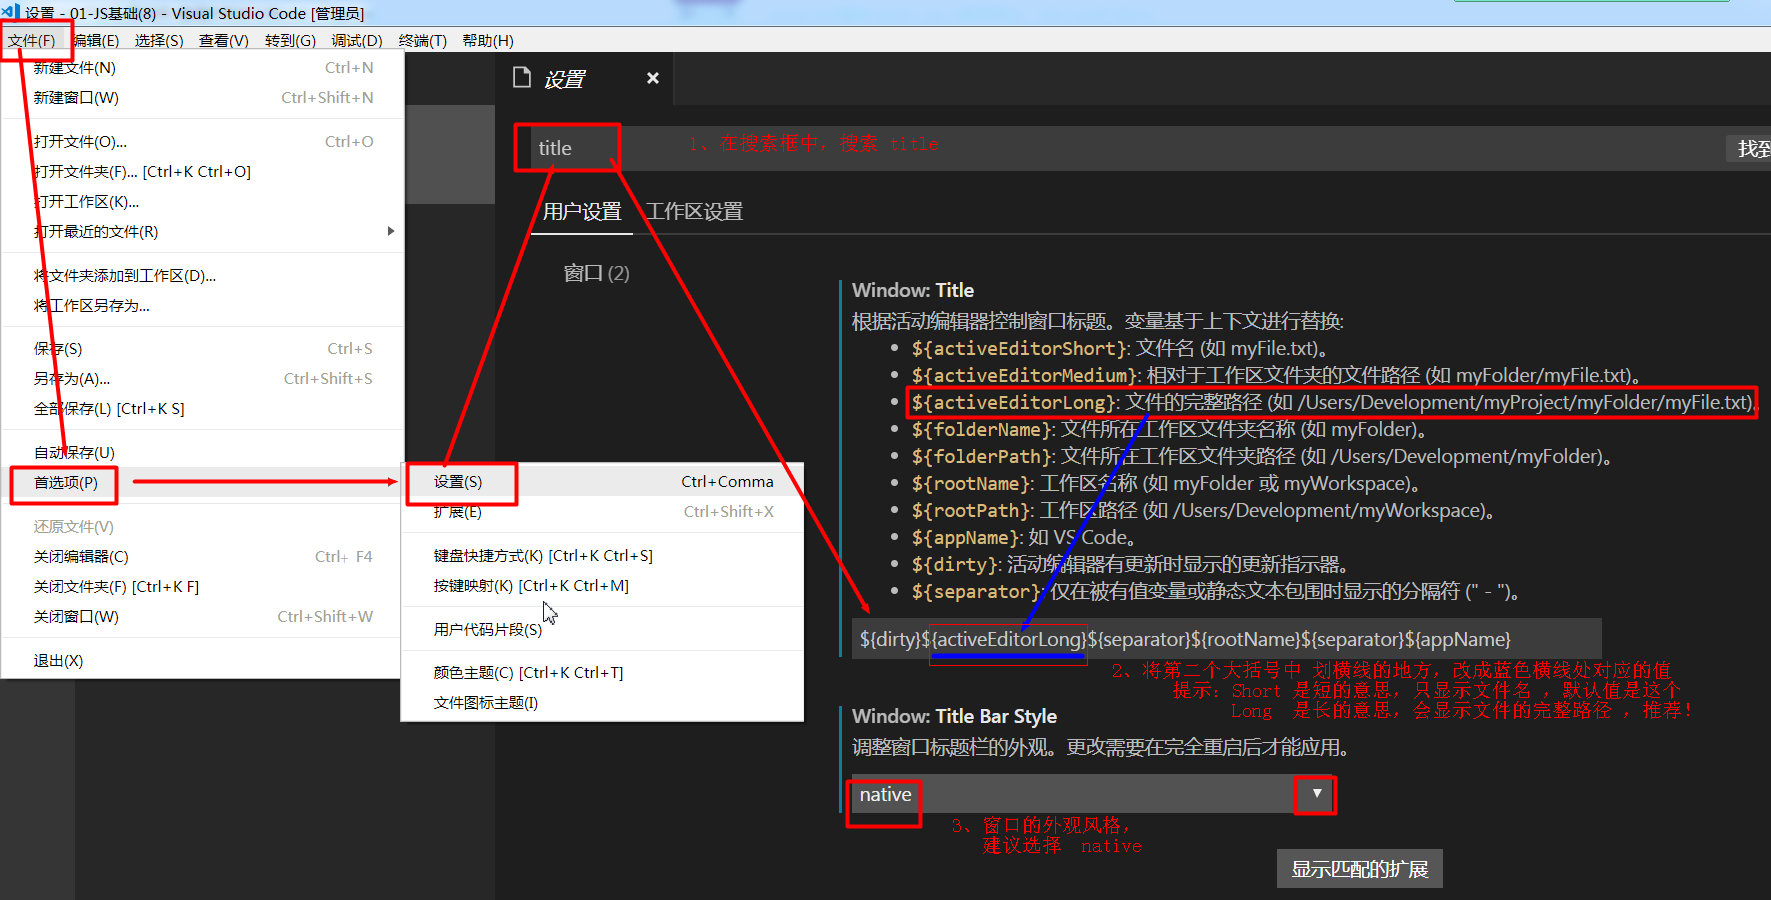 设置 - 01-JS基础(8) - Visual Studio Code [管理员]
文件(F) 编辑(E) 选择(S) 查看(V) 转到(G) 调试(D) 终端(T) 帮助(H)
新建文件(N) Ctrl+N
新建窗口(W) Ctrl+Shift+N
打开文件(O)... Ctrl+O
打开文件夹(F)... [Ctrl+K Ctrl+O]
打开工作区(K)...
打开最近的文件(R)
将文件夹添加到工作区(D)...
将工作区另存为...
保存(S) Ctrl+S
另存为(A)... Ctrl+Shift+S
全部保存(L) [Ctrl+K S]
自动保存(U)
首选项(P)
还原文件(V)
关闭编辑器(C) Ctrl+ F4
关闭文件夹(F) [Ctrl+K F]
关闭窗口(W) Ctrl+Shift+W
退出(X)
设置(S) Ctrl+Comma
扩展(E) Ctrl+Shift+X
键盘快捷方式(K) [Ctrl+K Ctrl+S]
按键映射(K) [Ctrl+K Ctrl+M]
用户代码片段(S)
颜色主题(C) [Ctrl+K Ctrl+T]
文件图标主题(I)
设置
title
1、在搜索框中. 搜索 title
找到
用户设置 工作区设置
窗口 (2)
Window: Title
根据活动编辑器控制窗口标题。变量基于上下文进行替换:
${activeEditorShort}: 文件名 (如 myFile.txt)。
${activeEditorMedium}: 相对于工作区文件夹的文件路径 (如 myFolder/myFile.txt)。
${activeEditorLong}: 文件的完整路径 (如 /Users/Development/myProject/myFolder/myFile.txt)。
${folderName}: 文件所在工作区文件夹名称 (如 myFolder)。
${folderPath}: 文件所在工作区文件夹路径 (如 /Users/Development/myFolder)。
${rootName}: 工作区名称 (如 myFolder 或 myWorkspace)。
${rootPath}: 工作区路径 (如 /Users/Development/myWorkspace)。
${appName}: 如 VS Code。
${dirty}: 活动编辑器有更新时显示的更新指示器。
${separator}: 仅在被有值变量或静态文本包围时显示的分隔符 (" - ")。
${dirty}${activeEditorLong}${separator}${rootName}${separator}${appName}
2、将第二个大括号中 划横线的地方，改成蓝色横线处对应的值
提示: Short 是短的意思，只显示文件名 ，默认值是这个
Long 是长的意思，会显示文件的完整路径 ，推荐！
Window: Title Bar Style
调整窗口标题栏的外观。更改需要在完全重启后才能应用。
native
3、窗口的外观风格，
建议选择 native
显示匹配的扩展